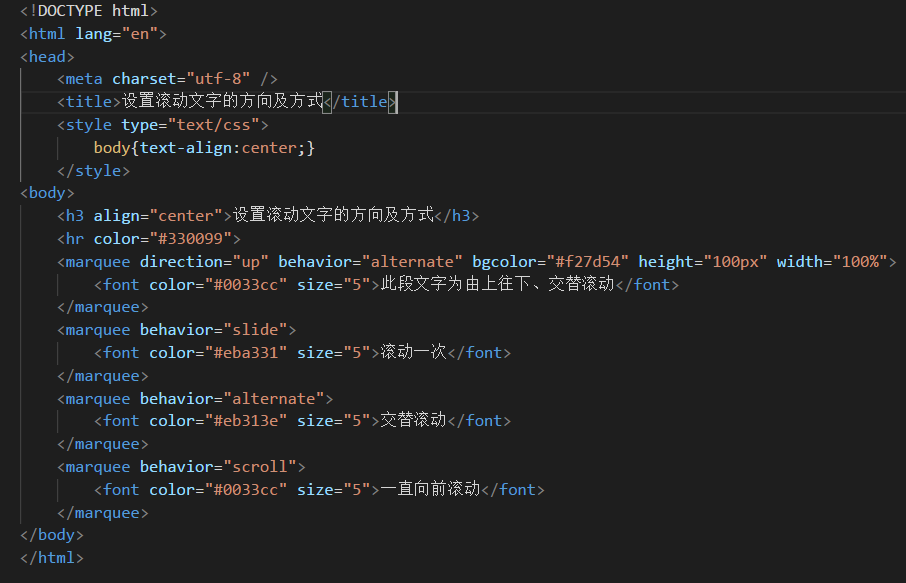 <!DOCTYPE html>
<html lang="en">
<head>
    <meta charset="utf-8" />
    <title>设置滚动文字的方向及方式</title>
    <style type="text/css">
        body{text-align:center;}
    </style>
<body>
    <h3 align="center">设置滚动文字的方向及方式</h3>
    <hr color="#330099">
    <marquee direction="up" behavior="alternate" bgcolor="#f27d54" height="100px" width="100%">
        <font color="#0033cc" size="5">此段文字为由上往下、交替滚动</font>
    </marquee>
    <marquee behavior="slide">
        <font color="#eba331" size="5">滚动一次</font>
    </marquee>
    <marquee behavior="alternate">
        <font color="#eb313e" size="5">交替滚动</font>
    </marquee>
    <marquee behavior="scroll">
        <font color="#0033cc" size="5">一直向前滚动</font>
    </marquee>
</body>
</html>